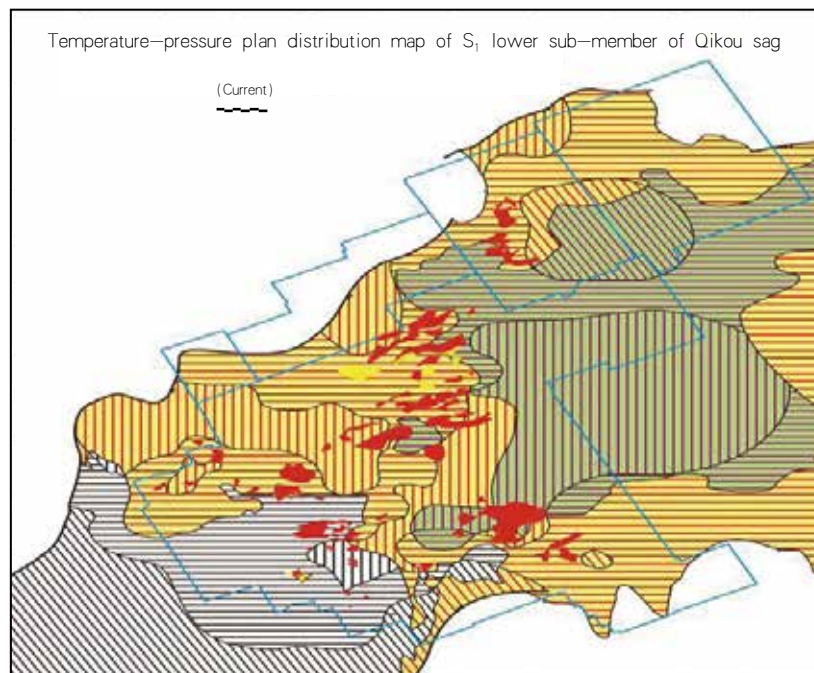 Temperature—pressure plan distribution map of S₁ lower sub—member of Qikou sag
(Current)